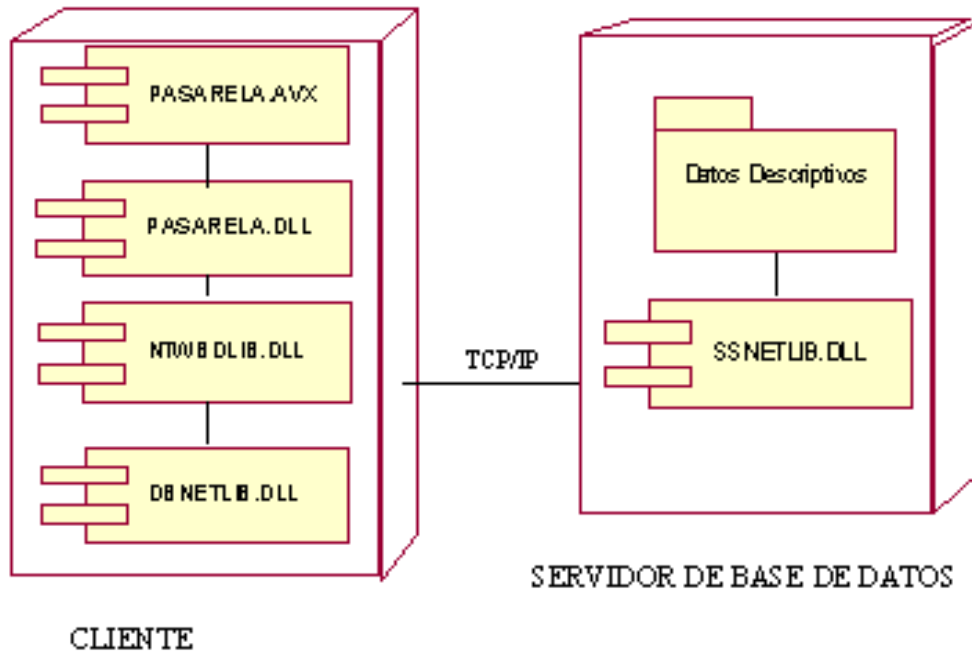 PASARELA.AVX
PASARELA.DLL
NTWBDLIB.DLL
DBNETLIB.DLL
CLIENTE
TCP/IP
Datos Descriptivos
SSNETLIB.DLL
SERVIDOR DE BASE DE DATOS